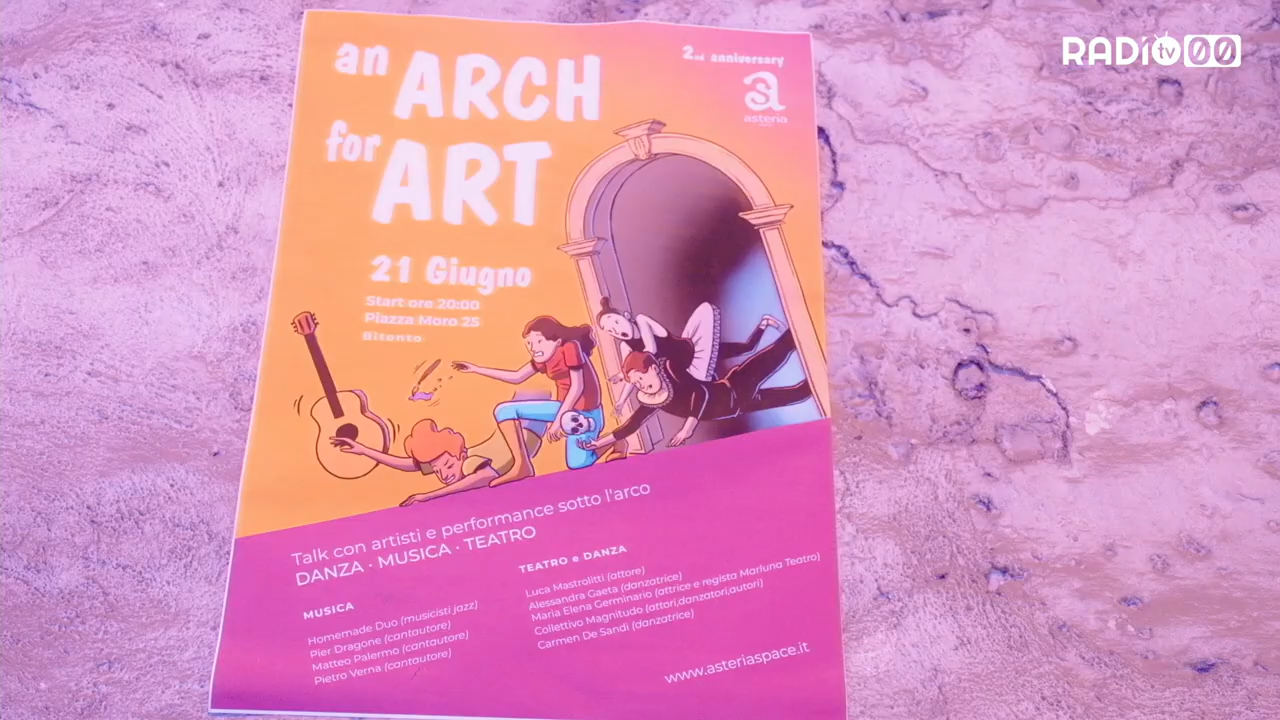 an ARCH
for ART
2nd anniversary
asteria
21 Giugno
Start ore 20:00
Piazza Moro 25
Bitonto
Talk con artisti e performance sotto l'arco
DANZA · MUSICA · TEATRO
MUSICA
Homemade Duo (musicisti jazz)
Pier Dragone (cantautore)
Matteo Palermo (cantautore)
Pietro Verna (cantautore)
TEATRO e DANZA
Luca Mastrolitti (attore)
Alessandra Gaeta (danzatrice)
Maria Elena Germinario (attrice e regista Marluna Teatro)
Collettivo Magnitudo (attori,danzatori,autori)
Carmen De Sandi (danzatrice)
www.asteriaspace.it
RADIO tv 00